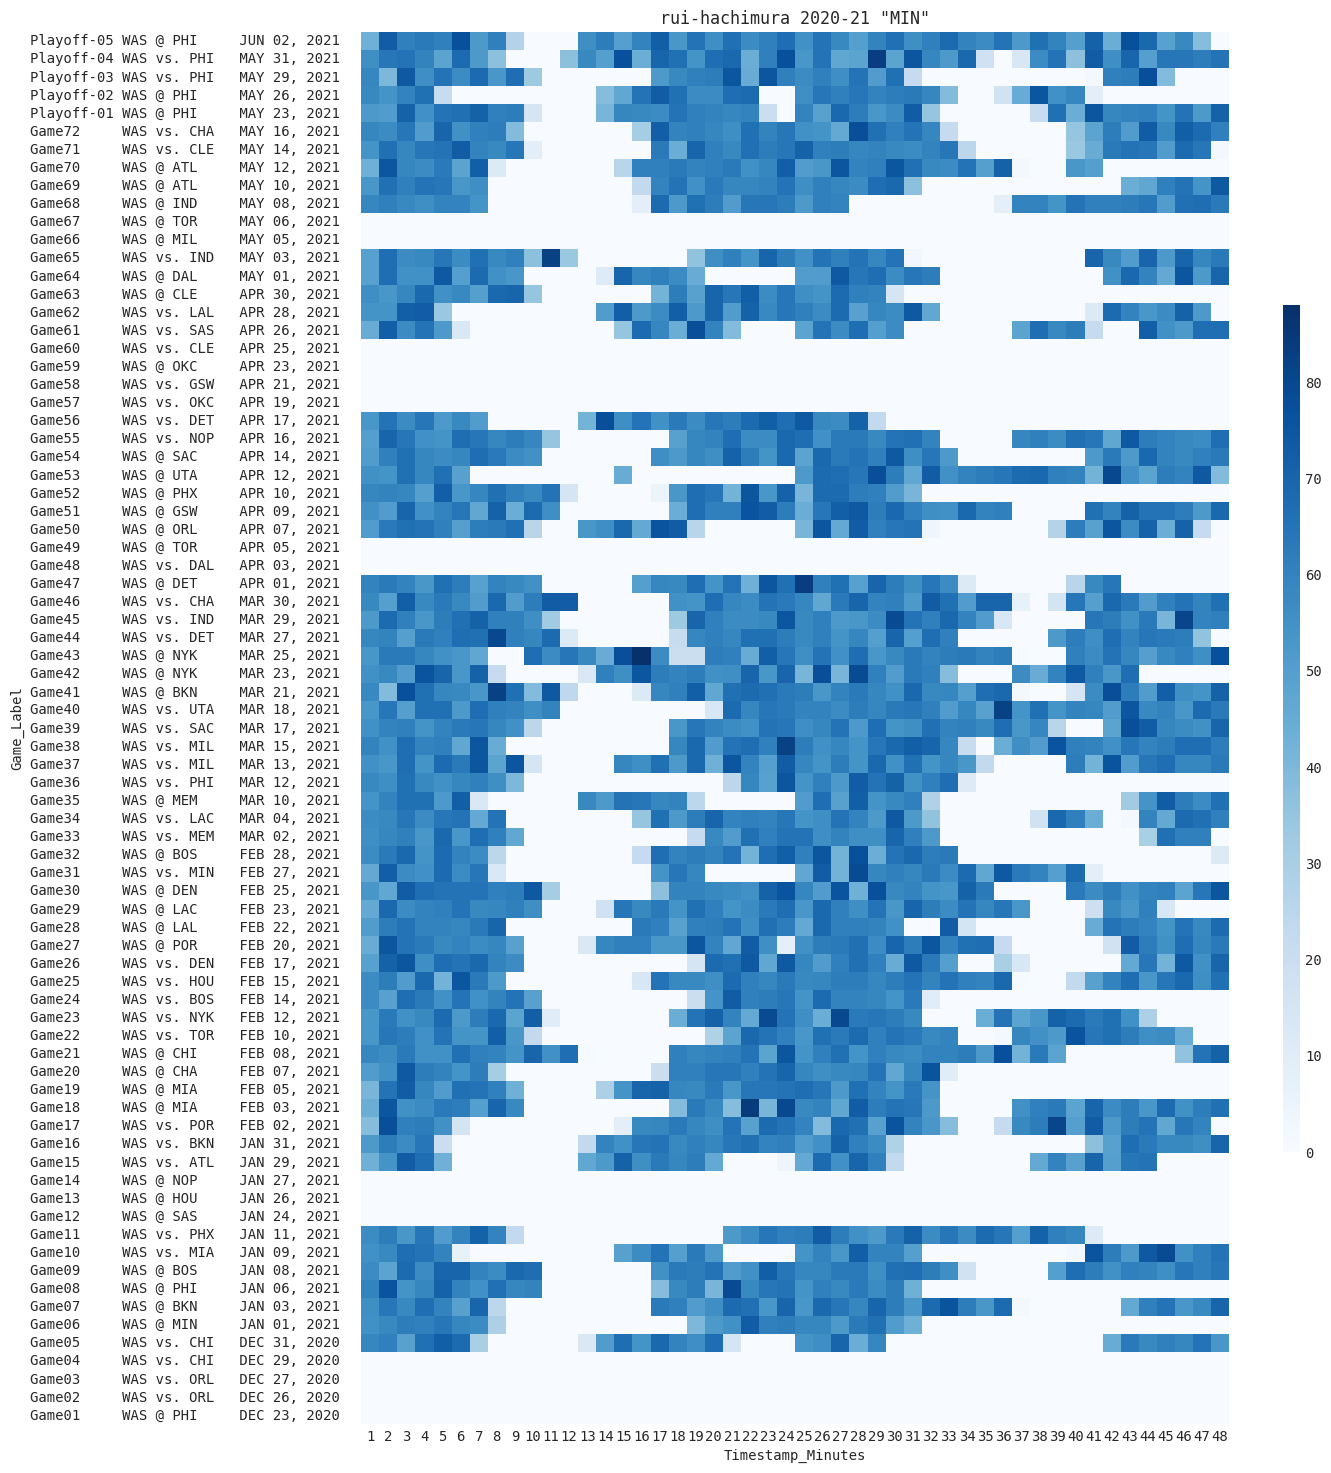 rui-hachimura 2020-21 "MIN"
Playoff-05 WAS @ PHI JUN 02, 2021
Playoff-04 WAS vs. PHI MAY 31, 2021
Playoff-03 WAS vs. PHI MAY 29, 2021
Playoff-02 WAS @ PHI MAY 26, 2021
Playoff-01 WAS @ PHI MAY 23, 2021
Game72 WAS vs. CHA MAY 16, 2021
Game71 WAS vs. CLE MAY 14, 2021
Game70 WAS @ ATL MAY 12, 2021
Game69 WAS @ ATL MAY 10, 2021
Game68 WAS @ IND MAY 08, 2021
Game67 WAS @ TOR MAY 06, 2021
Game66 WAS @ MIL MAY 05, 2021
Game65 WAS vs. IND MAY 03, 2021
Game64 WAS @ DAL MAY 01, 2021
Game63 WAS @ CLE APR 30, 2021
Game62 WAS vs. LAL APR 28, 2021
Game61 WAS vs. SAS APR 26, 2021
Game60 WAS vs. CLE APR 25, 2021
Game59 WAS @ OKC APR 23, 2021
Game58 WAS vs. GSW APR 21, 2021
Game57 WAS vs. OKC APR 19, 2021
Game56 WAS vs. DET APR 17, 2021
Game55 WAS vs. NOP APR 16, 2021
Game54 WAS @ SAC APR 14, 2021
Game53 WAS @ UTA APR 12, 2021
Game52 WAS @ PHX APR 10, 2021
Game51 WAS @ GSW APR 09, 2021
Game50 WAS @ ORL APR 07, 2021
Game49 WAS @ TOR APR 05, 2021
Game48 WAS vs. DAL APR 03, 2021
Game47 WAS @ DET APR 01, 2021
Game46 WAS vs. CHA MAR 30, 2021
Game45 WAS vs. IND MAR 29, 2021
Game44 WAS vs. DET MAR 27, 2021
Game43 WAS @ NYK MAR 25, 2021
Game42 WAS @ NYK MAR 23, 2021
Game41 WAS @ BKN MAR 21, 2021
Game40 WAS vs. UTA MAR 18, 2021
Game39 WAS vs. SAC MAR 17, 2021
Game38 WAS vs. MIL MAR 15, 2021
Game37 WAS vs. MIL MAR 13, 2021
Game36 WAS vs. PHI MAR 12, 2021
Game35 WAS @ MEM MAR 10, 2021
Game34 WAS vs. LAC MAR 04, 2021
Game33 WAS vs. MEM MAR 02, 2021
Game32 WAS @ BOS FEB 28, 2021
Game31 WAS vs. MIN FEB 27, 2021
Game30 WAS @ DEN FEB 25, 2021
Game29 WAS @ LAC FEB 23, 2021
Game28 WAS @ LAL FEB 22, 2021
Game27 WAS @ POR FEB 20, 2021
Game26 WAS vs. DEN FEB 17, 2021
Game25 WAS vs. HOU FEB 15, 2021
Game24 WAS vs. BOS FEB 14, 2021
Game23 WAS vs. NYK FEB 12, 2021
Game22 WAS vs. TOR FEB 10, 2021
Game21 WAS @ CHI FEB 08, 2021
Game20 WAS @ CHA FEB 07, 2021
Game19 WAS @ MIA FEB 05, 2021
Game18 WAS @ MIA FEB 03, 2021
Game17 WAS vs. POR FEB 02, 2021
Game16 WAS vs. BKN JAN 31, 2021
Game15 WAS vs. ATL JAN 29, 2021
Game14 WAS @ NOP JAN 27, 2021
Game13 WAS @ HOU JAN 26, 2021
Game12 WAS @ SAS JAN 24, 2021
Game11 WAS vs. PHX JAN 11, 2021
Game10 WAS vs. MIA JAN 09, 2021
Game09 WAS @ BOS JAN 08, 2021
Game08 WAS @ PHI JAN 06, 2021
Game07 WAS @ BKN JAN 03, 2021
Game06 WAS @ MIN JAN 01, 2021
Game05 WAS vs. CHI DEC 31, 2020
Game04 WAS vs. CHI DEC 29, 2020
Game03 WAS vs. ORL DEC 27, 2020
Game02 WAS vs. ORL DEC 26, 2020
Game01 WAS @ PHI DEC 23, 2020
Game_Label
1 2 3 4 5 6 7 8 9 10 11 12 13 14 15 16 17 18 19 20 21 22 23 24 25 26 27 28 29 30 31 32 33 34 35 36 37 38 39 40 41 42 43 44 45 46 47 48
Timestamp_Minutes
80
70
60
50
40
30
20
10
0